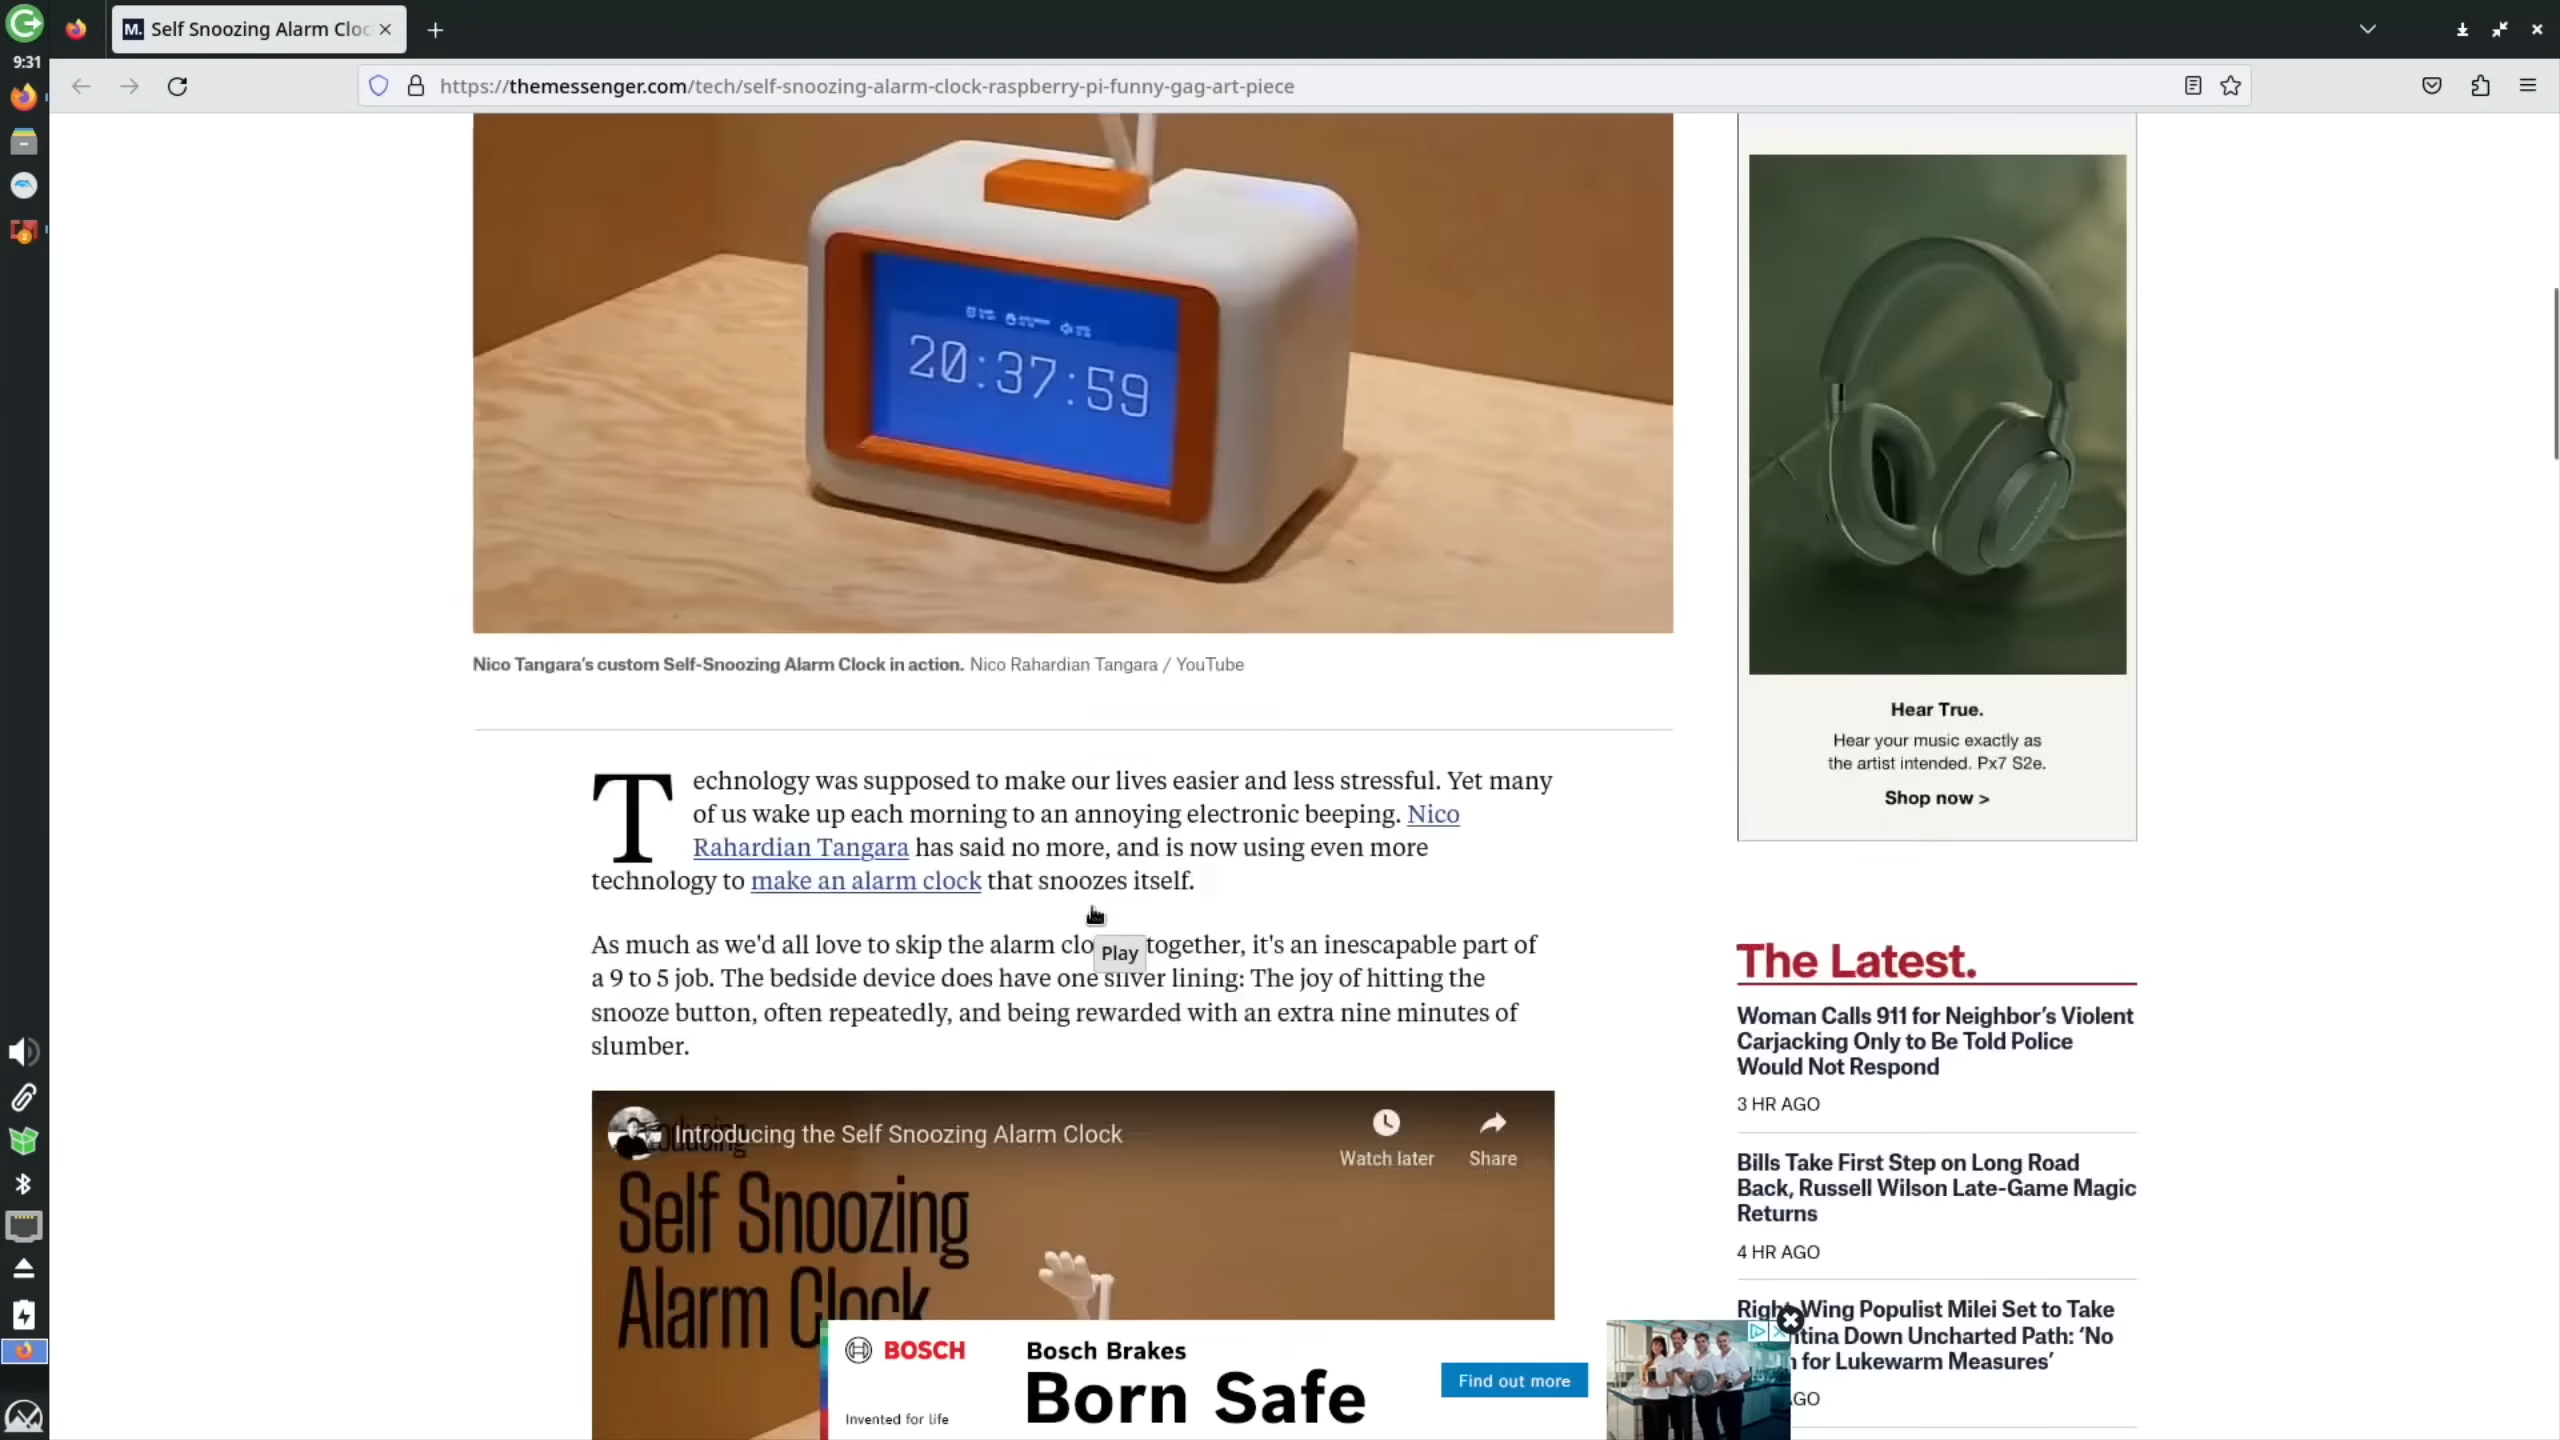 9:31
M. Self Snoozing Alarm Cloc
https://themessenger.com/tech/self-snoozing-alarm-clock-raspberry-pi-funny-gag-art-piece
20:37:59
Nico Tangara's custom Self-Snoozing Alarm Clock in action. Nico Rahardian Tangara / YouTube
Technology was supposed to make our lives easier and less stressful. Yet many
of us wake up each morning to an annoying electronic beeping. Nico
Rahardian Tangara has said no more, and is now using even more
technology to make an alarm clock that snoozes itself.
As much as we'd all love to skip the alarm clo together, it's an inescapable part of
Play
a 9 to 5 job. The bedside device does have one silver lining: The joy of hitting the
snooze button, often repeatedly, and being rewarded with an extra nine minutes of
slumber.
Introducing the Self Snoozing Alarm Clock
Watch later
Share
Self Snoozing
Alarm Clock
BOSCH
Invented for life
Bosch Brakes
Born Safe
Find out more
Hear True.
Hear your music exactly as
the artist intended. Px7 S2e.
Shop now >
The Latest.
Woman Calls 911 for Neighbor's Violent
Carjacking Only to Be Told Police
Would Not Respond
3 HR AGO
Bills Take First Step on Long Road
Back, Russell Wilson Late-Game Magic
Returns
4 HR AGO
Right-Wing Populist Milei Set to Take
ntina Down Uncharted Path: 'No
for Lukewarm Measures'
GO